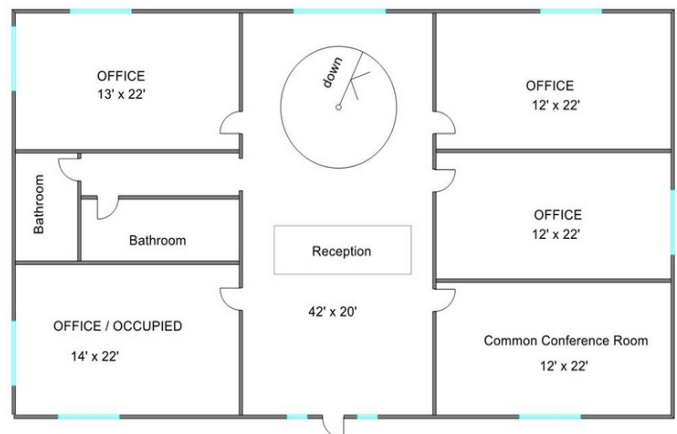 OFFICE
13' x 22'
down
OFFICE
12' x 22'
Bathroom
Bathroom
Reception
OFFICE
12' x 22'
OFFICE / OCCUPIED
14' x 22'
42' x 20'
Common Conference Room
12' x 22'